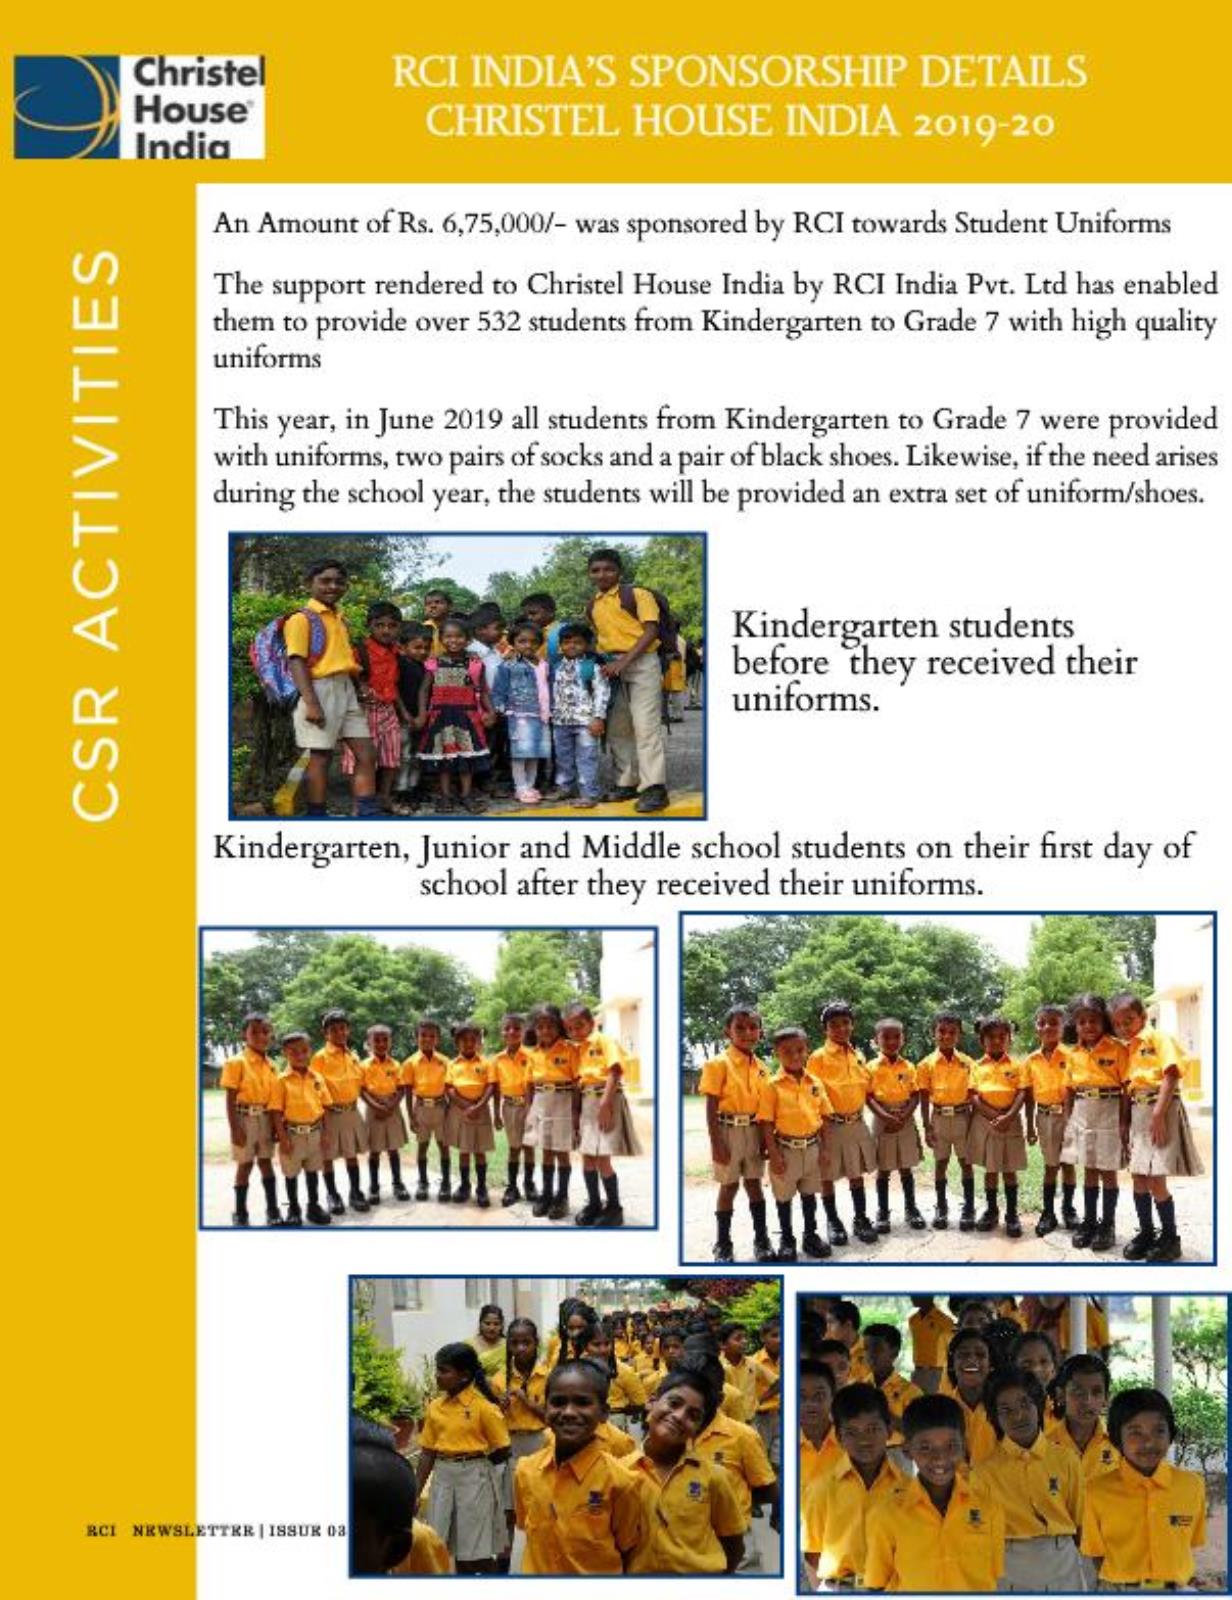 Christel
House®
India
RCI INDIA'S SPONSORSHIP DETAILS
CHRISTEL HOUSE INDIA 2019-20
CSR ACTIVITIES
An Amount of Rs. 6,75,000/- was sponsored by RCI towards Student Uniforms
The support rendered to Christel House India by RCI India Pvt. Ltd has enabled
them to provide over 532 students from Kindergarten to Grade 7 with high quality
uniforms
This year, in June 2019 all students from Kindergarten to Grade 7 were provided
with uniforms, two pairs of socks and a pair of black shoes. Likewise, if the need arises
during the school year, the students will be provided an extra set of uniform/shoes.
Kindergarten students
before they received their
uniforms.
Kindergarten, Junior and Middle school students on their first day of
school after they received their uniforms.
RCI NEWSLETTER | ISSUE 03